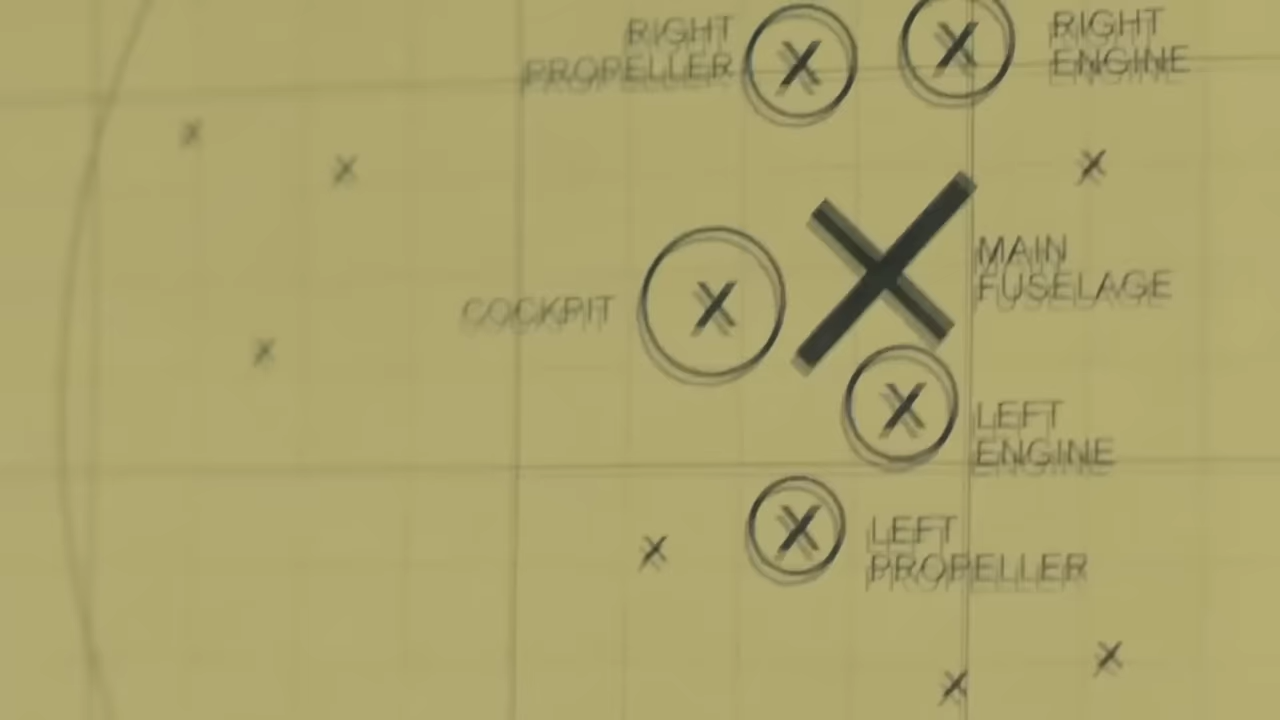 RIGHT
PROPELLER
RIGHT
ENGINE
MAIN
FUSELAGE
COCKPIT
LEFT
ENGINE
LEFT
PROPELLER